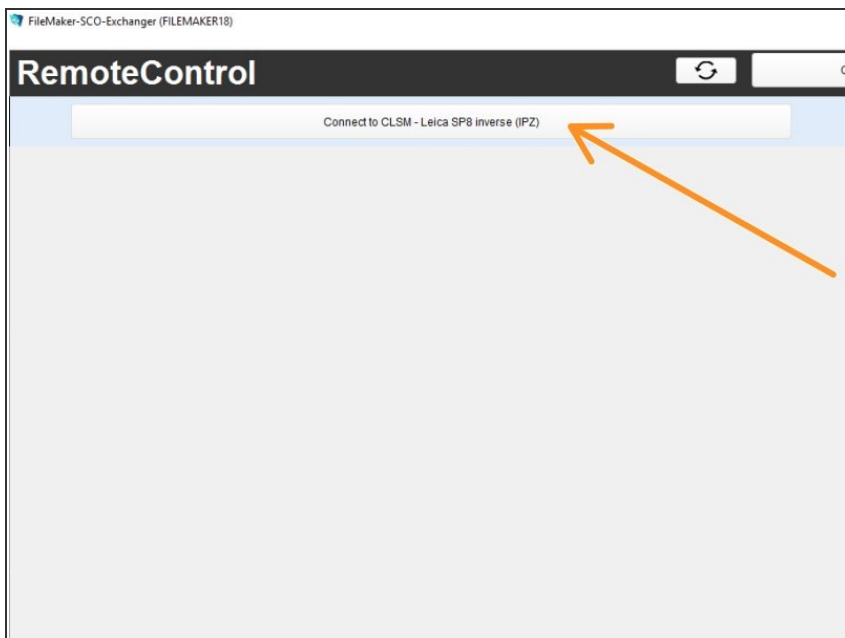 FileMaker-SCO-Exchanger (FILEMAKER18)
RemoteControl
Connect to CLSM - Leica SP8 inverse (IPZ)